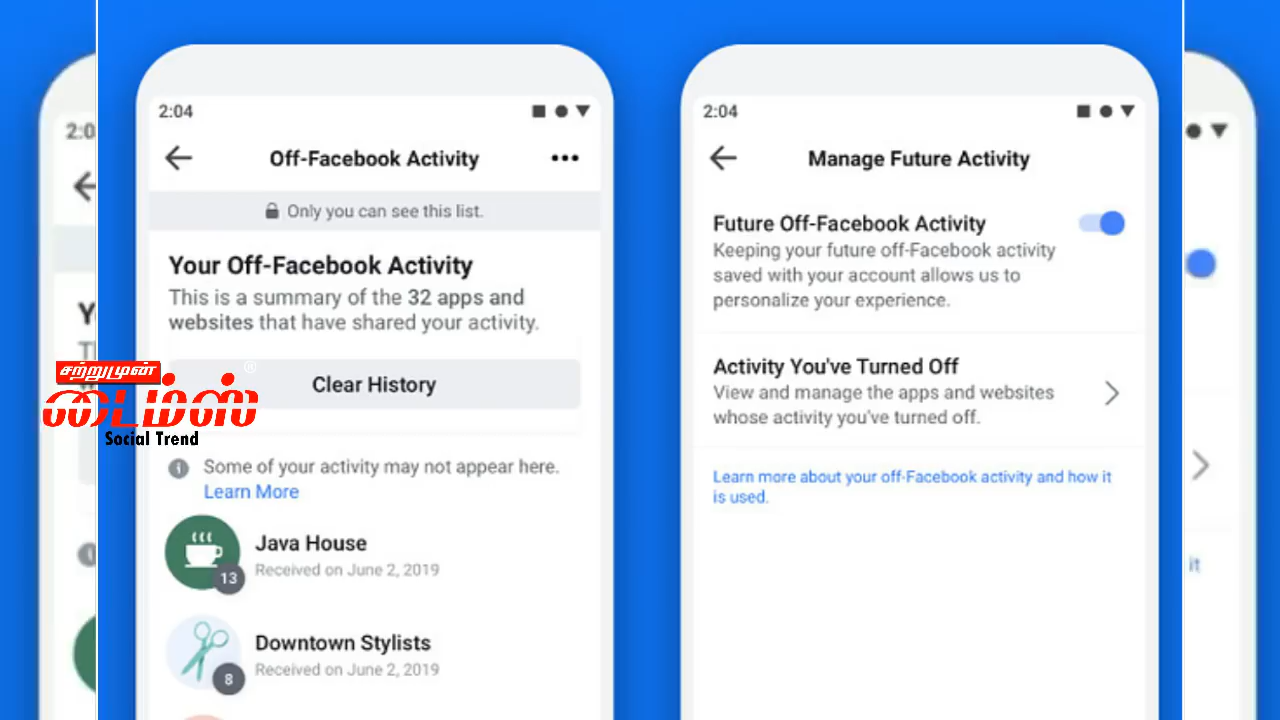 2:04
Off-Facebook Activity
Only you can see this list.
Your Off-Facebook Activity
This is a summary of the 32 apps and
websites that have shared your activity.
Clear History
Some of your activity may not appear here.
Learn More
Java House
13
Received on June 2, 2019
Downtown Stylists
8
Received on June 2, 2019
2:04
Manage Future Activity
Future Off-Facebook Activity
Keeping your future off-Facebook activity
saved with your account allows us to
personalize your experience.
Activity You've Turned Off
View and manage the apps and websites
whose activity you've turned off.
Learn more about your off-Facebook activity and how it
is used.
சற்றுமுன்
டைம்ஸ் ®
Social Trend
2:0
Y
it